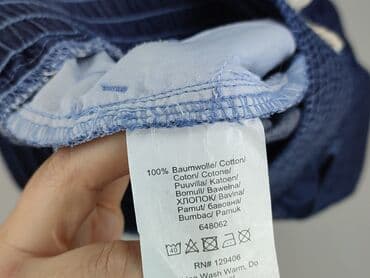 100% Baumwolle/ Cotton/
Coton/ Cotone/
Puuvilla/ Katoen/
Bomull/ Bawełna/
ХЛОПОК/ Bavlna/
Pamut/ бавовна/
Bumbac/ Pamuk
648062
RN# 129406
Wash Warm. Do